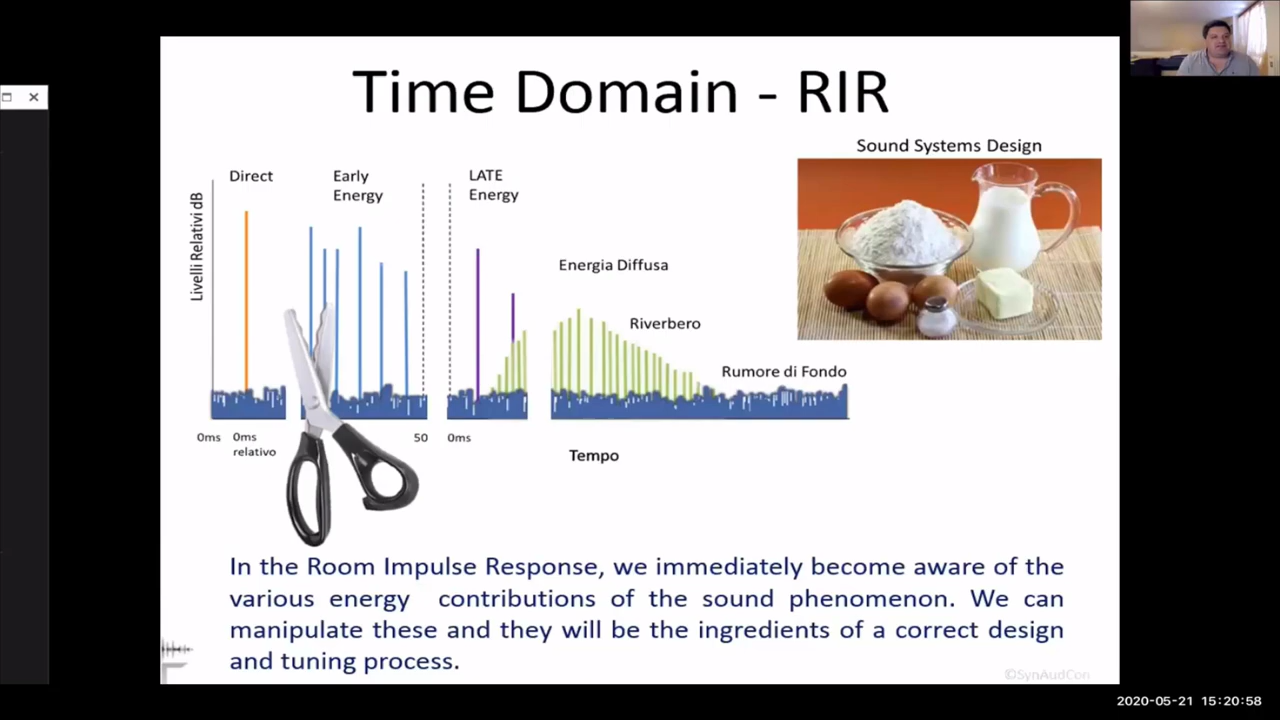 Time Domain - RIR
Sound Systems Design
Direct
Early
Energy
LATE
Energy
Livelli Relativi dB
Energia Diffusa
Riverbero
Rumore di Fondo
0ms
0ms
relativo
50
0ms
Tempo
In the Room Impulse Response, we immediately become aware of the
various energy contributions of the sound phenomenon. We can
manipulate these and they will be the ingredients of a correct design
and tuning process.
©SynAudCon
2020-05-21 15:20:58